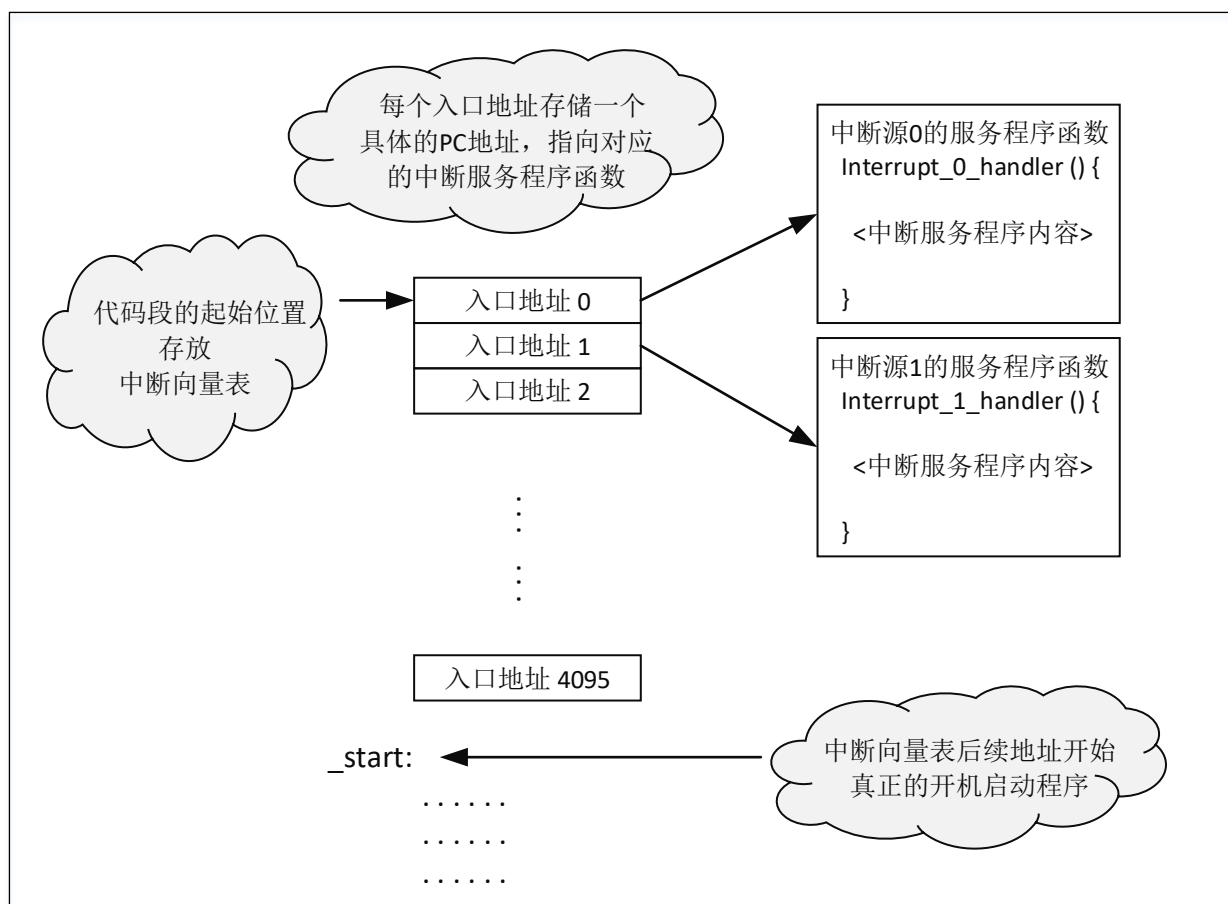 每个入口地址存储一个
具体的PC地址，指向对应
的中断服务程序函数
中断源0的服务程序函数
Interrupt_0_handler () {
<中断服务程序内容>
}
代码段的起始位置
存放
中断向量表
入口地址 0
入口地址 1
入口地址 2
中断源1的服务程序函数
Interrupt_1_handler () {
<中断服务程序内容>
}
入口地址 4095
_start:
中断向量表后续地址开始
真正的开机启动程序
. . . . . .
. . . . . .
. . . . . .